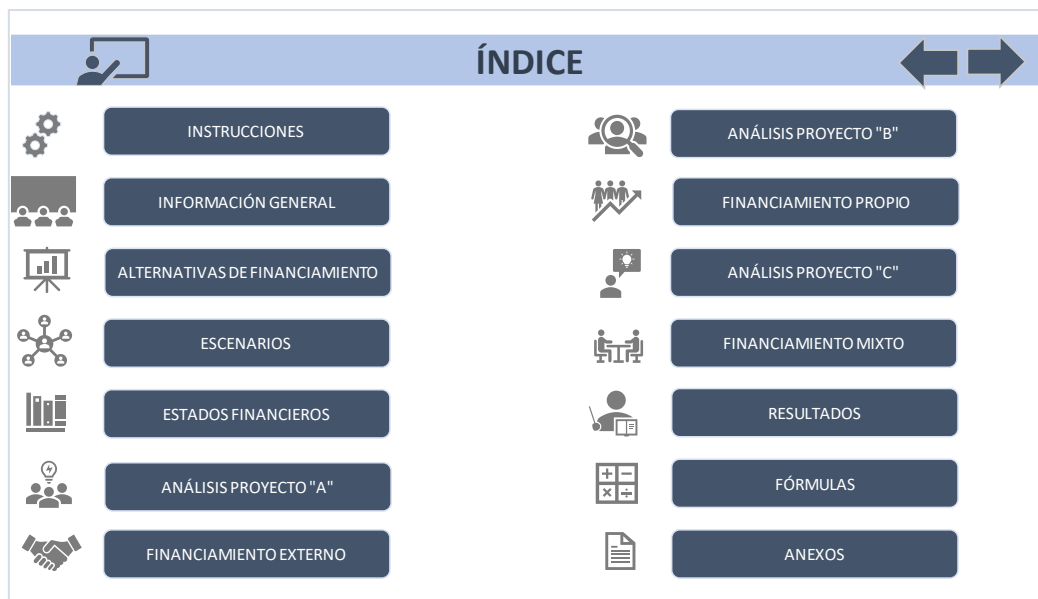 ÍNDICE
INSTRUCCIONES
INFORMACIÓN GENERAL
ALTERNATIVAS DE FINANCIAMIENTO
ESCENARIOS
ESTADOS FINANCIEROS
ANÁLISIS PROYECTO "A"
FINANCIAMIENTO EXTERNO
ANÁLISIS PROYECTO "B"
FINANCIAMIENTO PROPIO
ANÁLISIS PROYECTO "C"
FINANCIAMIENTO MIXTO
RESULTADOS
FÓRMULAS
ANEXOS